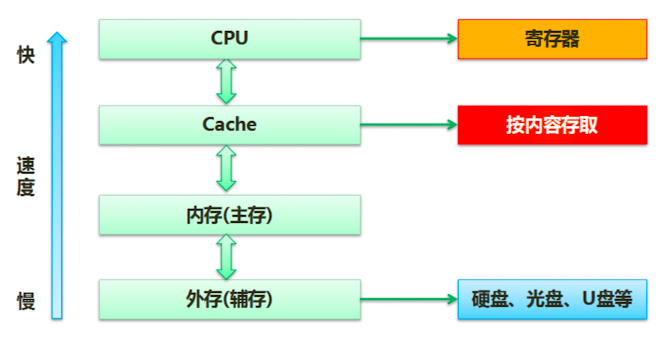 快
CPU
寄存器
Cache
按内容存取
速
度
内存(主存)
慢
外存(辅存)
硬盘、光盘、U盘等